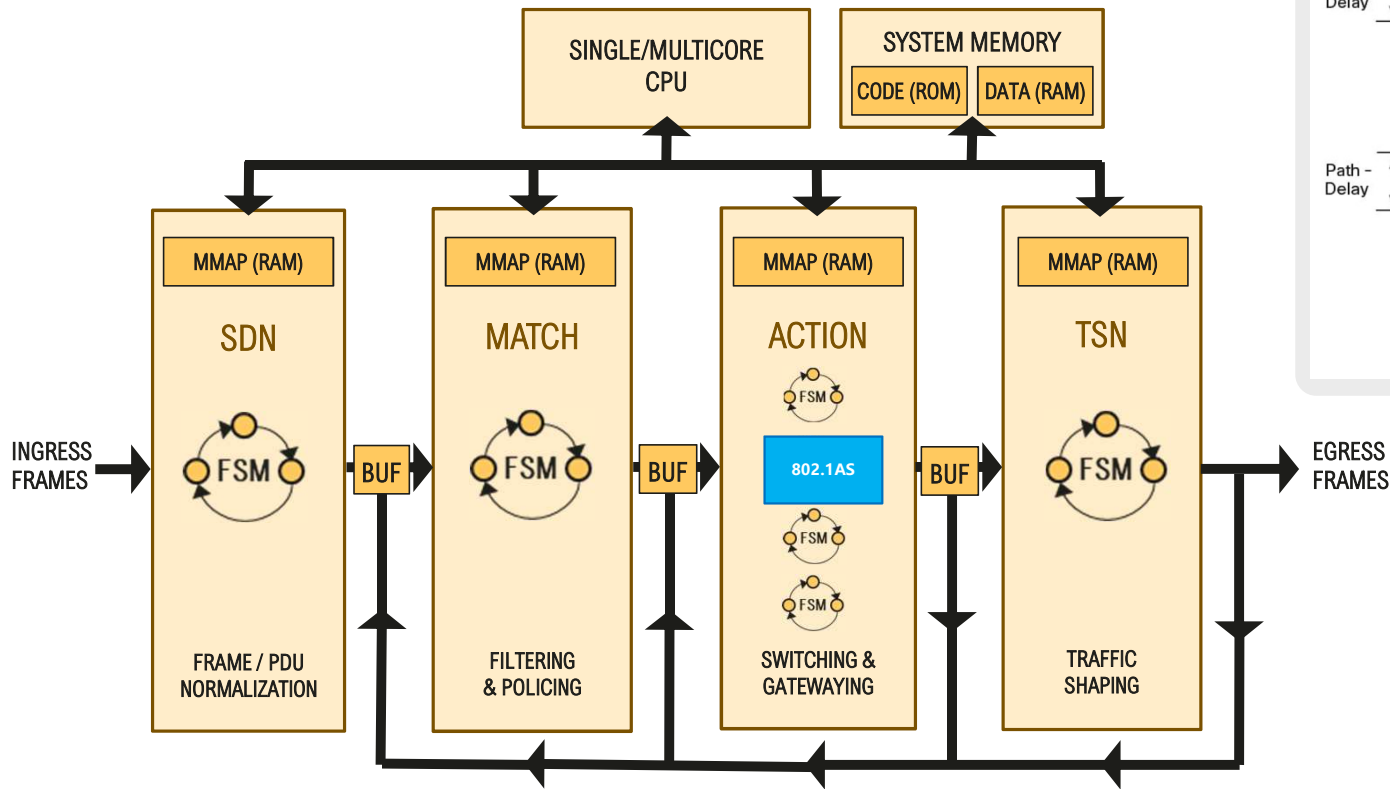 SINGLE/MULTICORE
CPU
SYSTEM MEMORY
CODE (ROM)
DATA (RAM)
Delay
Path -
Delay
MMAP (RAM)
MMAP (RAM)
MMAP (RAM)
MMAP (RAM)
SDN
MATCH
ACTION
TSN
FSM
INGRESS
FRAMES
FSM
BUF
FSM
BUF
802.1AS
BUF
FSM
EGRESS
FRAMES
FSM
FSM
FRAME / PDU
NORMALIZATION
FILTERING
& POLICING
SWITCHING &
GATEWAYING
TRAFFIC
SHAPING